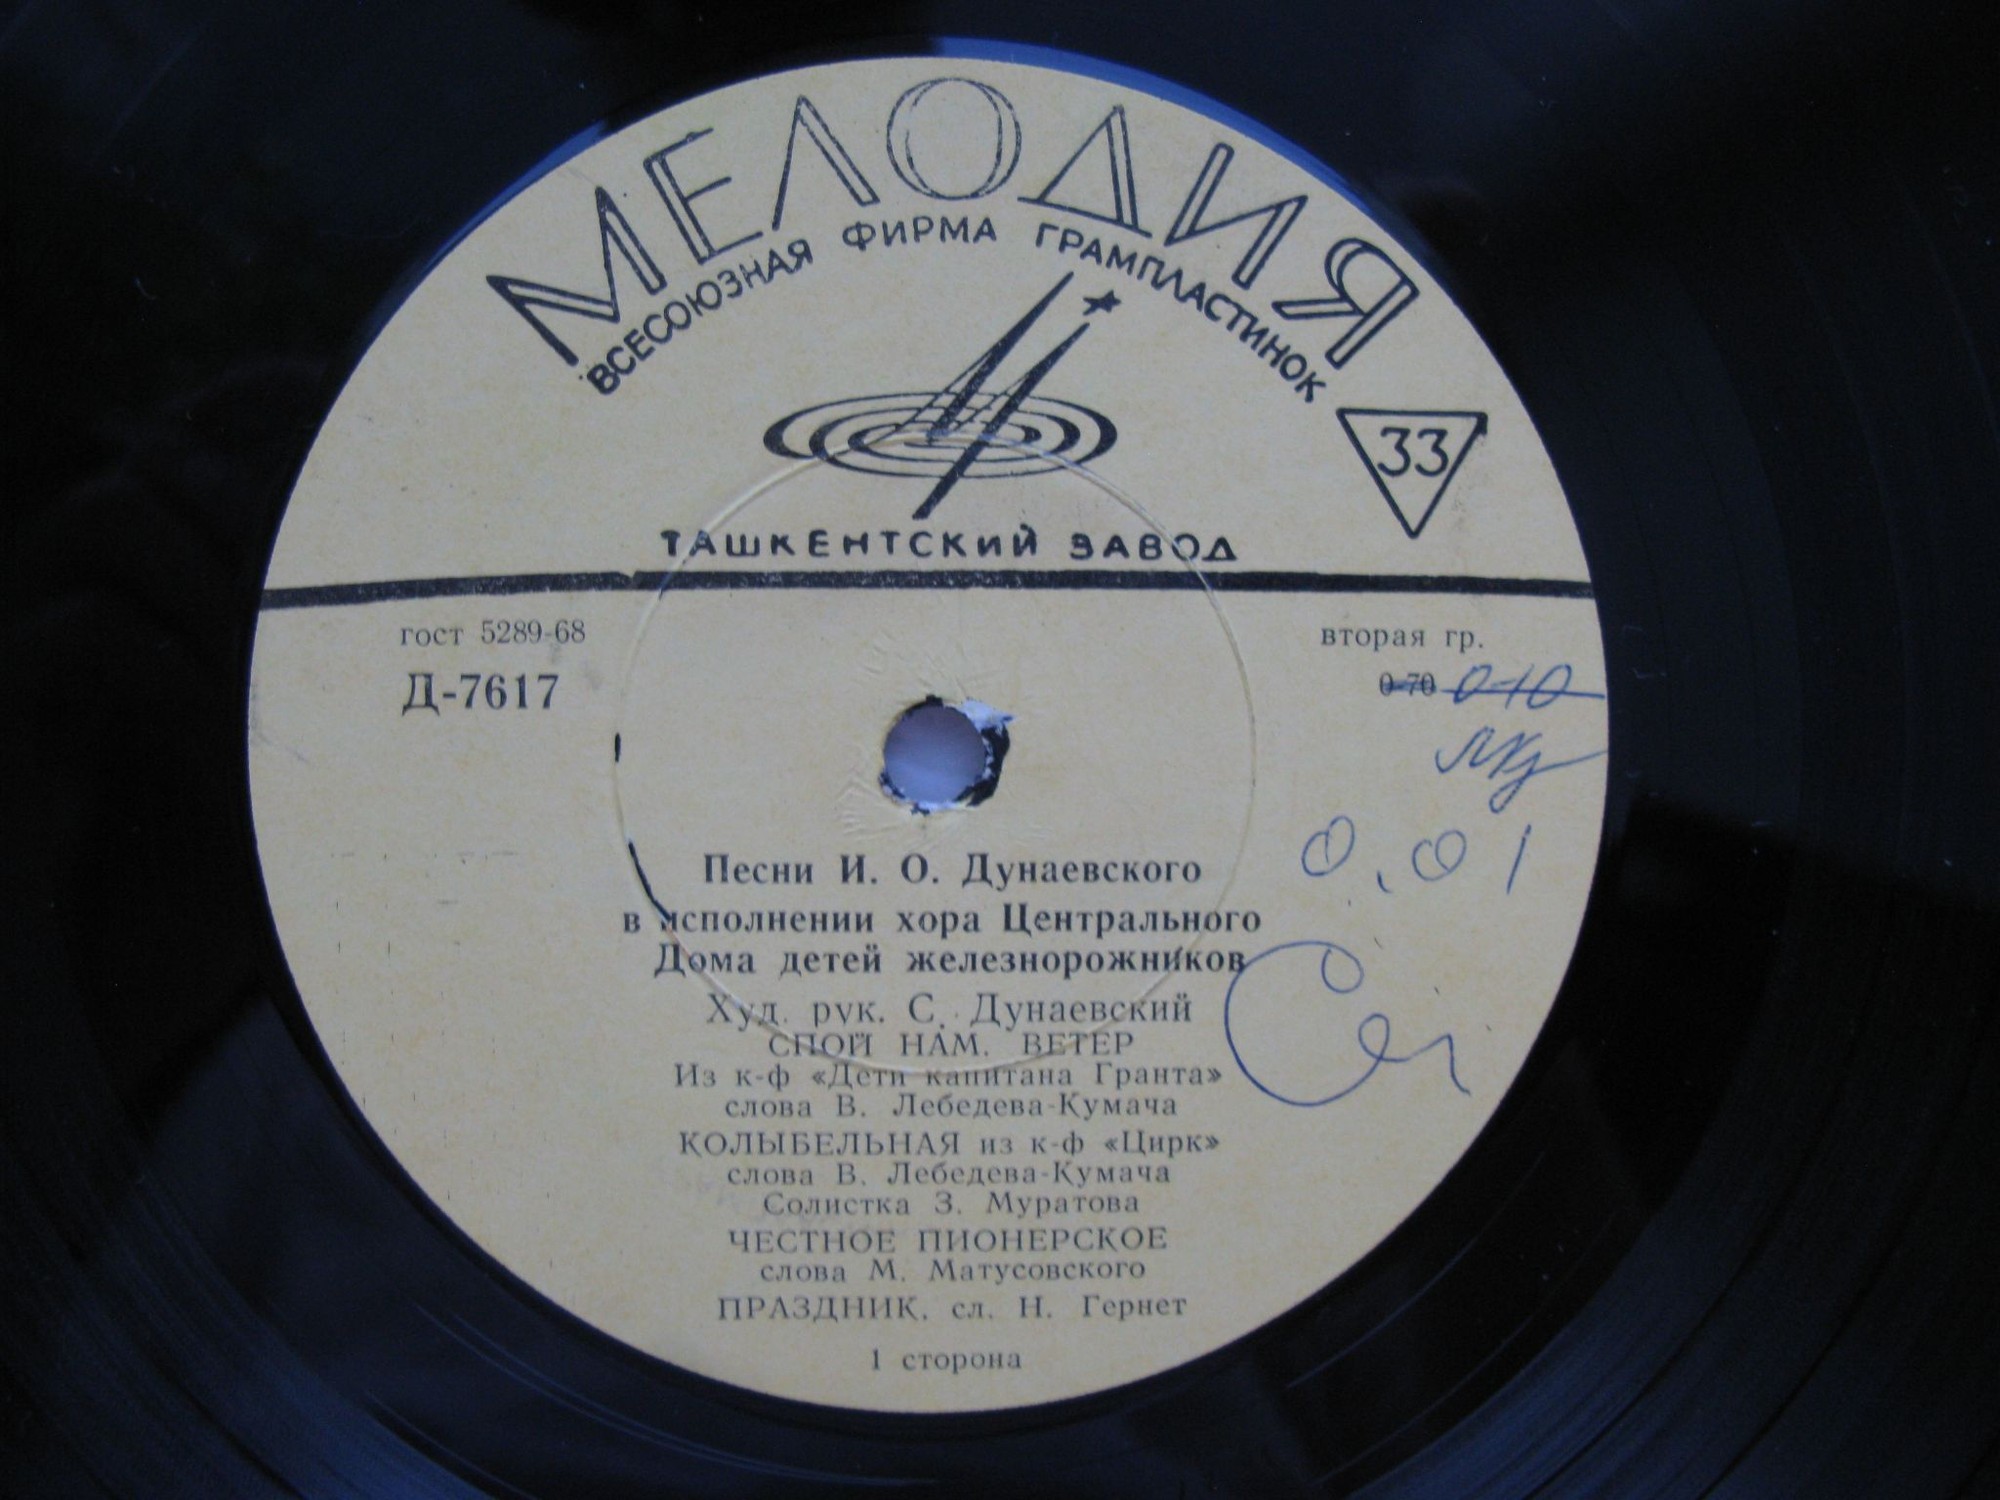 МЕЛОДИЯ
ВСЕСОЮЗНАЯ ФИРМА ГРАМПЛАСТИНОК
33
ТАШКЕНТСКИЙ ЗАВОД
гост 5289-68
вторая гр.
Д-7617
0-70 0-10
0,01
Песни И. О. Дунаевского
в исполнении хора Центрального
Дома детей железнорожников
Худ. рук. С. Дунаевский
СПОЙ НАМ. ВЕТЕР
Из к-ф «Дети капитана Гранта»
слова В. Лебедева-Кумача
КОЛЫБЕЛЬНАЯ из к-ф «Цирк»
слова В. Лебедева-Кумача
Солистка З. Муратова
ЧЕСТНОЕ ПИОНЕРСКОЕ
слова М. Матусовского
ПРАЗДНИК. сл. Н. Гернет
1 сторона